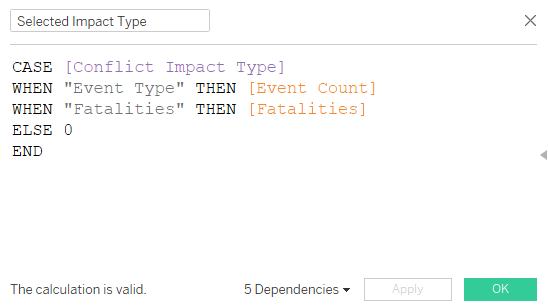 Selected Impact Type
CASE [Conflict Impact Type]
WHEN "Event Type" THEN [Event Count]
WHEN "Fatalities" THEN [Fatalities]
ELSE 0
END
The calculation is valid.
5 Dependencies
Apply
OK